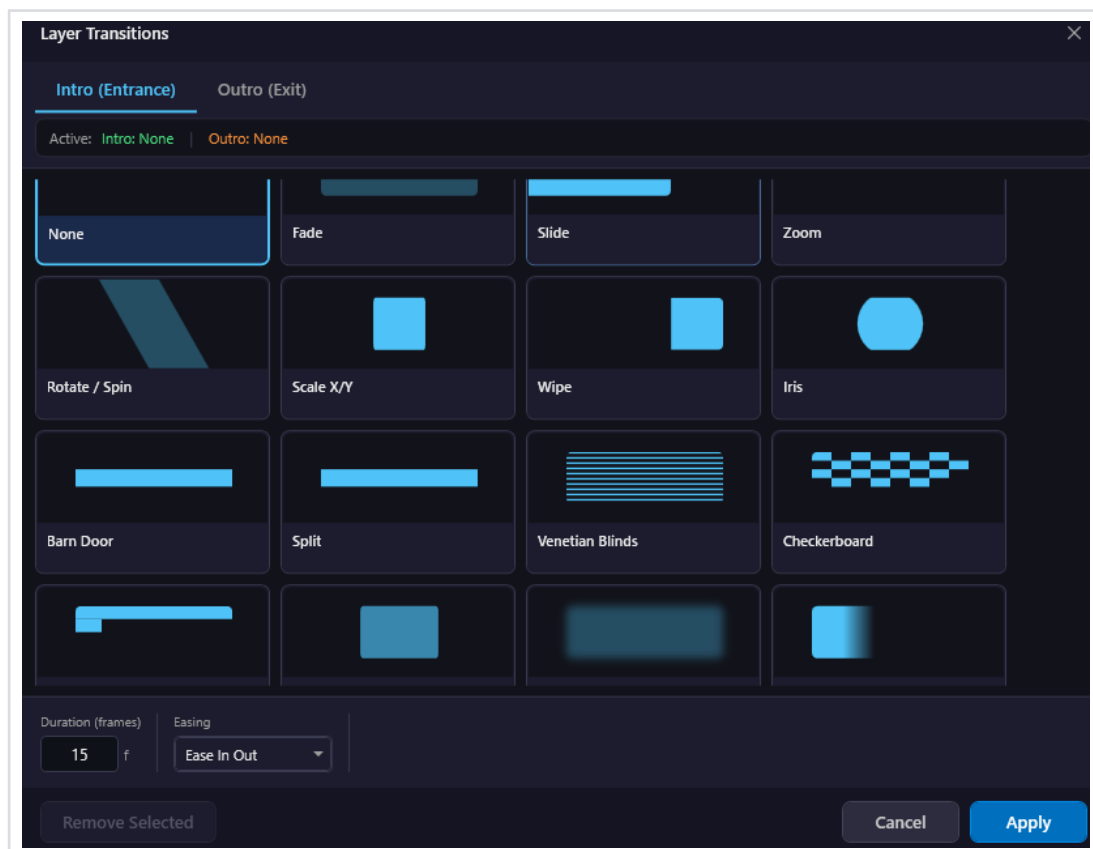 Layer Transitions
Intro (Entrance) Outro (Exit)
Active: Intro: None | Outro: None
None Fade Slide Zoom
Rotate / Spin Scale X/Y Wipe Iris
Barn Door Split Venetian Blinds Checkerboard
Duration (frames) Easing
15 f Ease In Out
Remove Selected Cancel Apply